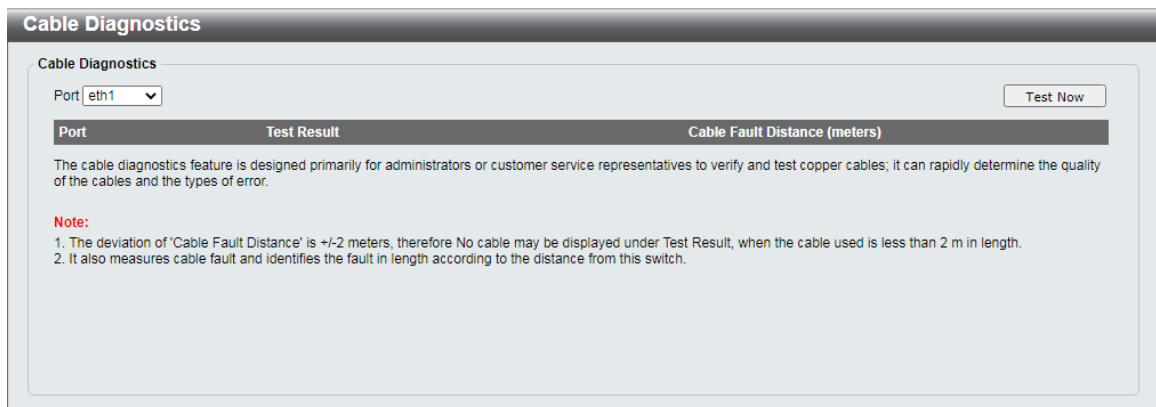 Cable Diagnostics
Cable Diagnostics
Port eth1 Test Now
Port Test Result Cable Fault Distance (meters)
The cable diagnostics feature is designed primarily for administrators or customer service representatives to verify and test copper cables; it can rapidly determine the quality
of the cables and the types of error.
Note:
1. The deviation of 'Cable Fault Distance' is +/-2 meters, therefore No cable may be displayed under Test Result, when the cable used is less than 2 m in length.
2. It also measures cable fault and identifies the fault in length according to the distance from this switch.